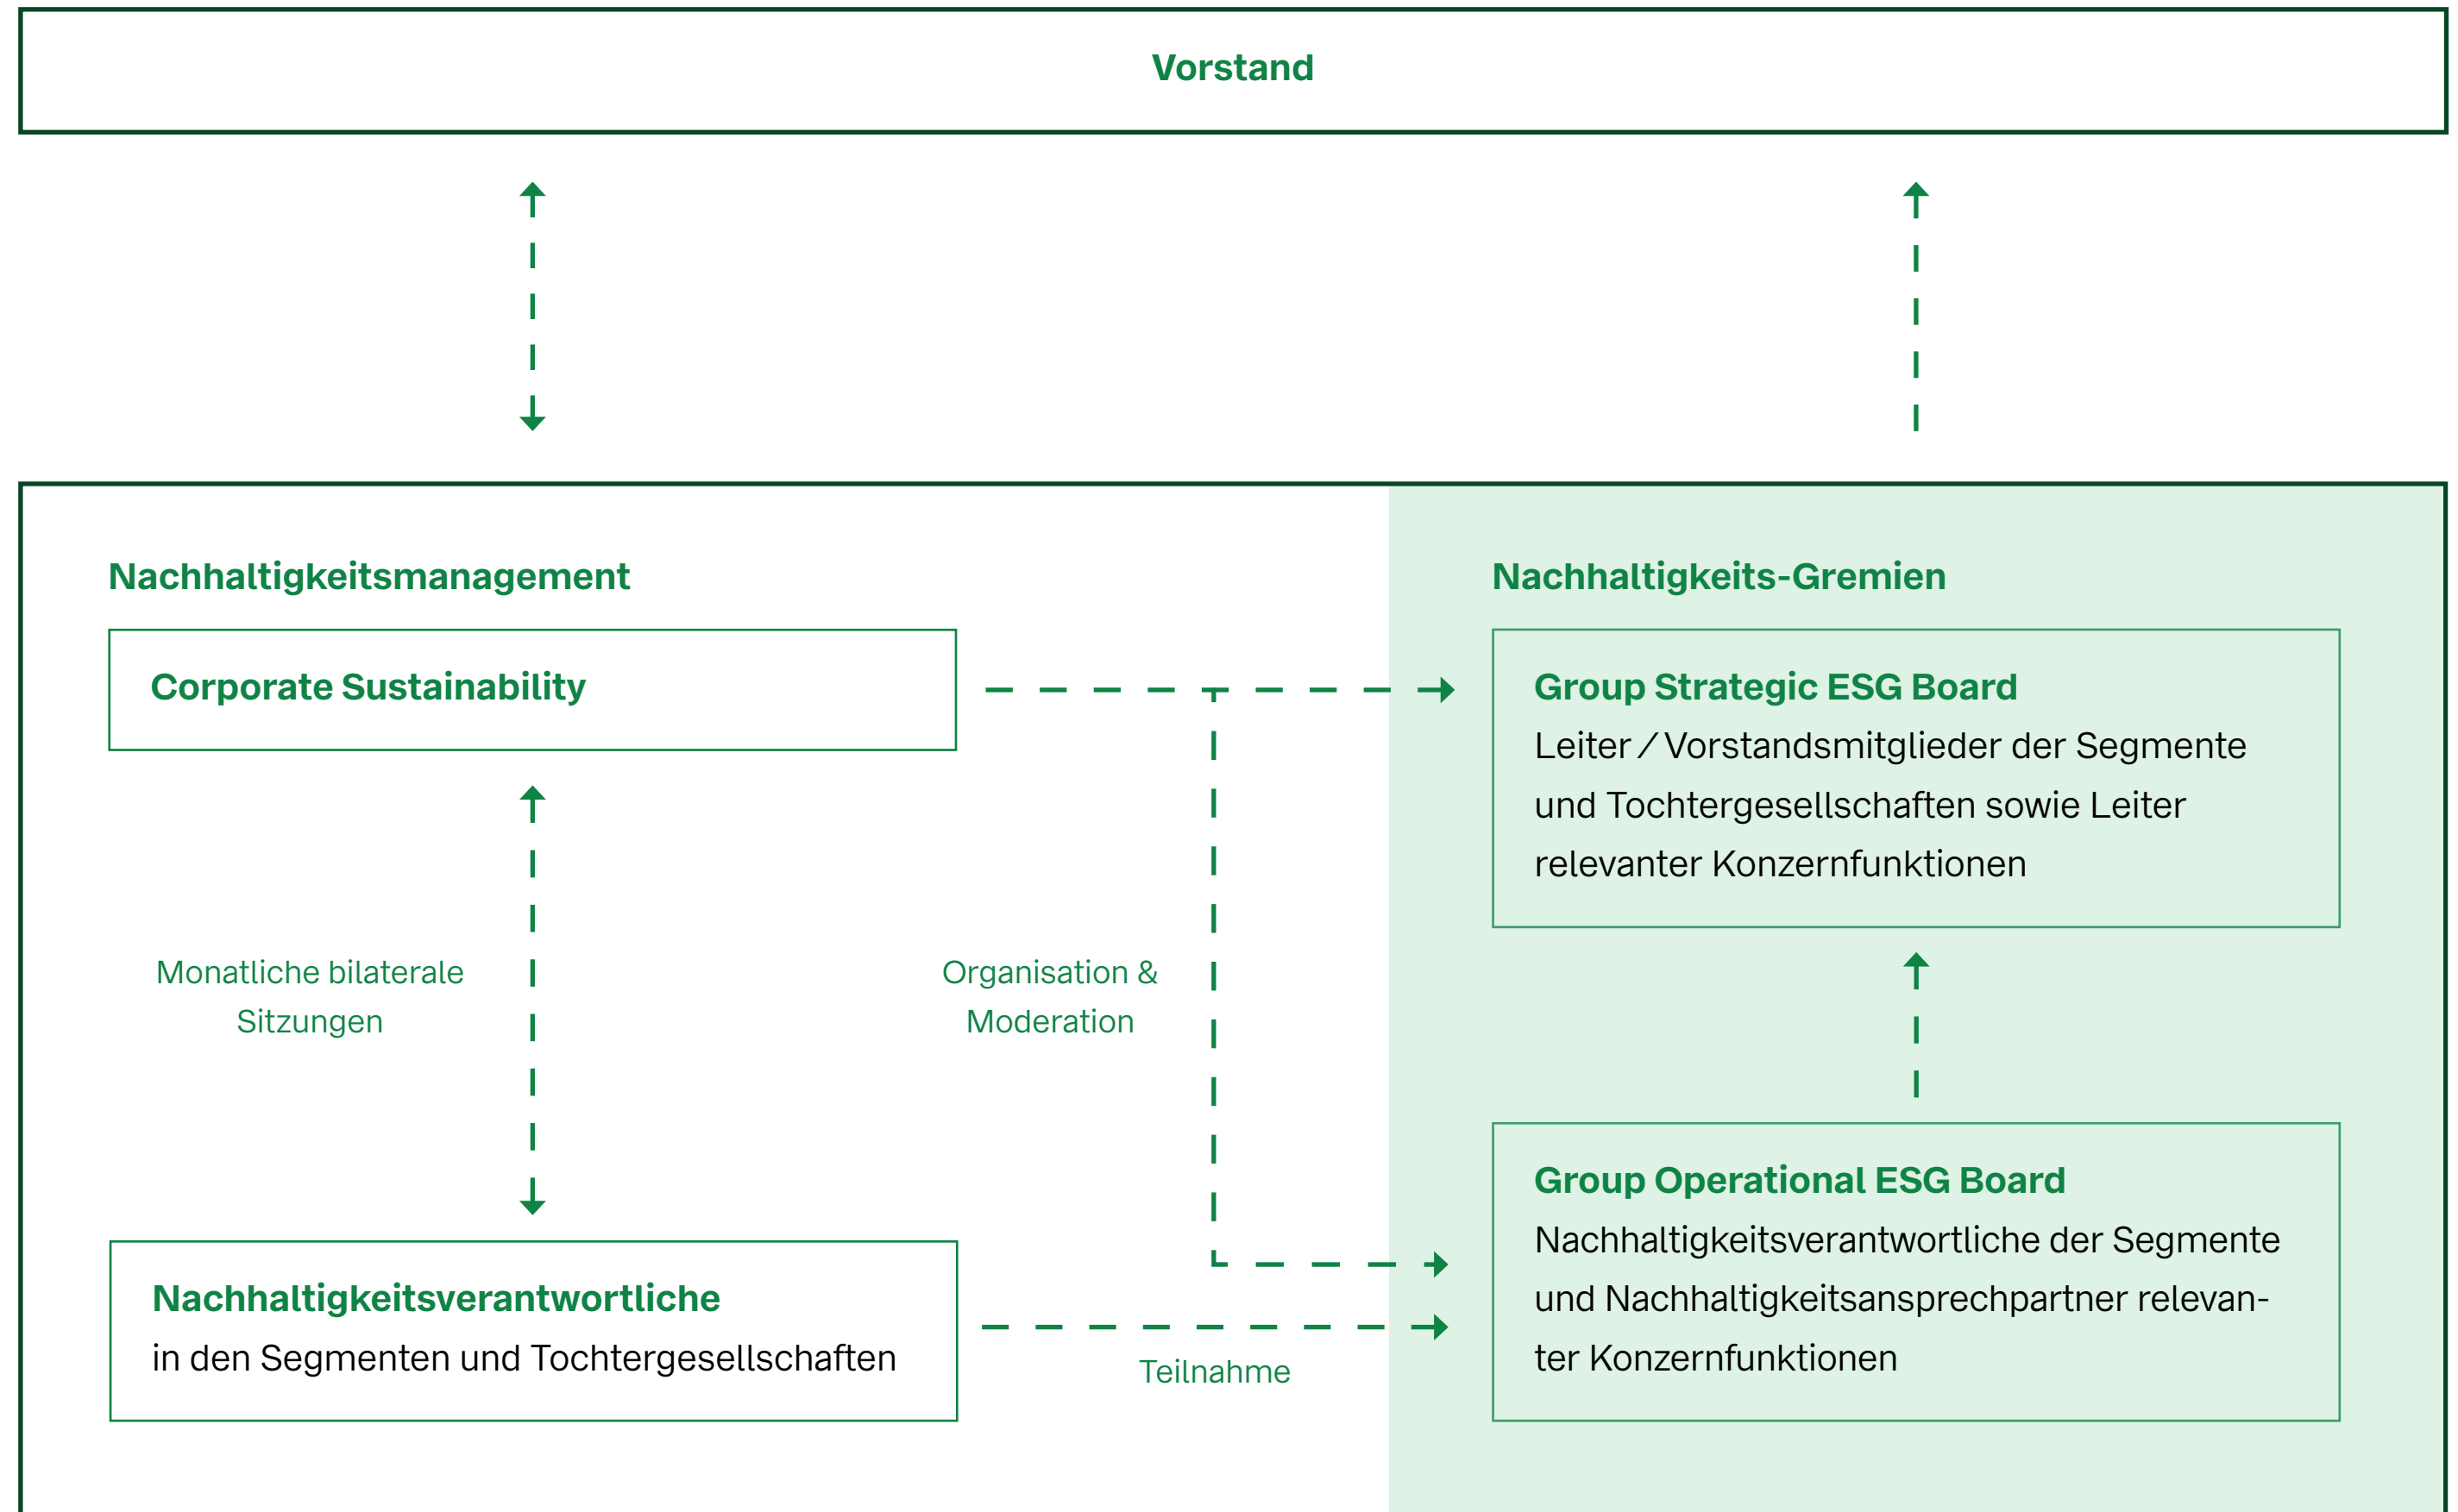 Vorstand
Nachhaltigkeitsmanagement
Corporate Sustainability
Monatliche bilaterale
Sitzungen
Organisation &
Moderation
Nachhaltigkeitsverantwortliche
in den Segmenten und Tochtergesellschaften
Teilnahme
Nachhaltigkeits-Gremien
Group Strategic ESG Board
Leiter / Vorstandsmitglieder der Segmente
und Tochtergesellschaften sowie Leiter
relevanter Konzernfunktionen
Group Operational ESG Board
Nachhaltigkeitsverantwortliche der Segmente
und Nachhaltigkeitsansprechpartner relevan-
ter Konzernfunktionen